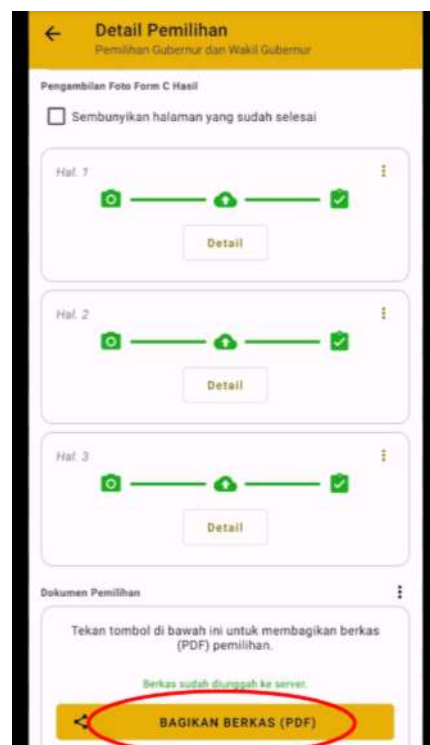 Detail Pemilihan
Pemilihan Gubernur dan Wakil Gubernur
Pengambilan Foto Form C Hasil
Sembunyikan halaman yang sudah selesai
Hal. 1
Detail
Hal. 2
Detail
Hal. 3
Detail
Dokumen Pemilihan
Tekan tombol di bawah ini untuk membagikan berkas
(PDF) pemilihan.
Berkas sudah diunggah ke server.
BAGIKAN BERKAS (PDF)